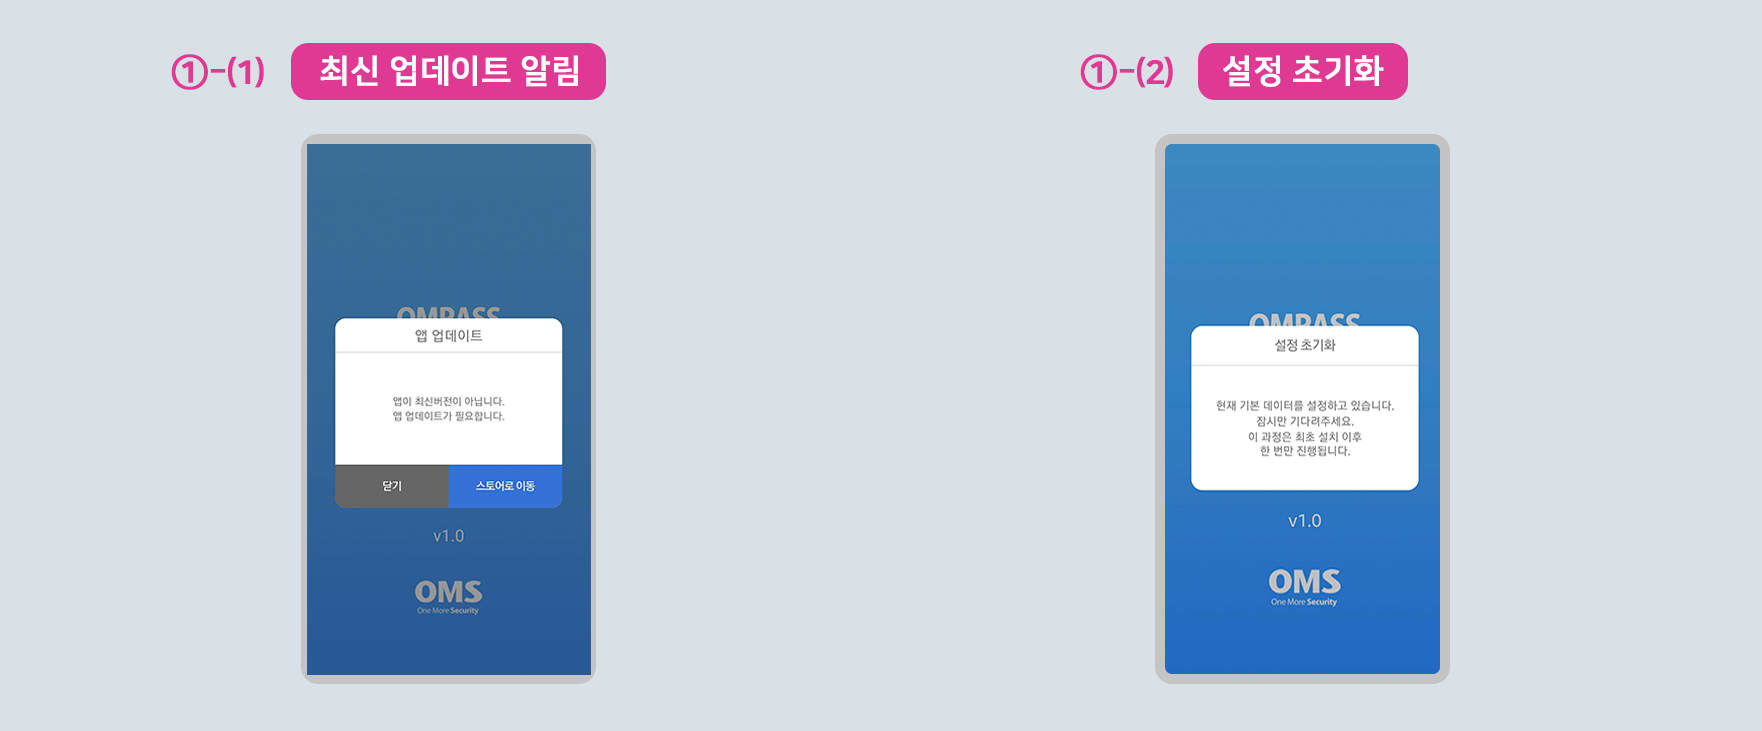 ①-(1) 최신 업데이트 알림
OMPASS
앱 업데이트
앱이 최신버전이 아닙니다.
앱 업데이트가 필요합니다.
닫기 스토어로 이동
v1.0
OMS
One More Security
①-(2) 설정 초기화
OMPASS
설정 초기화
현재 기본 데이터를 설정하고 있습니다.
잠시만 기다려주세요.
이 과정은 최초 설치 이후
한 번만 진행됩니다.
v1.0
OMS
One More Security